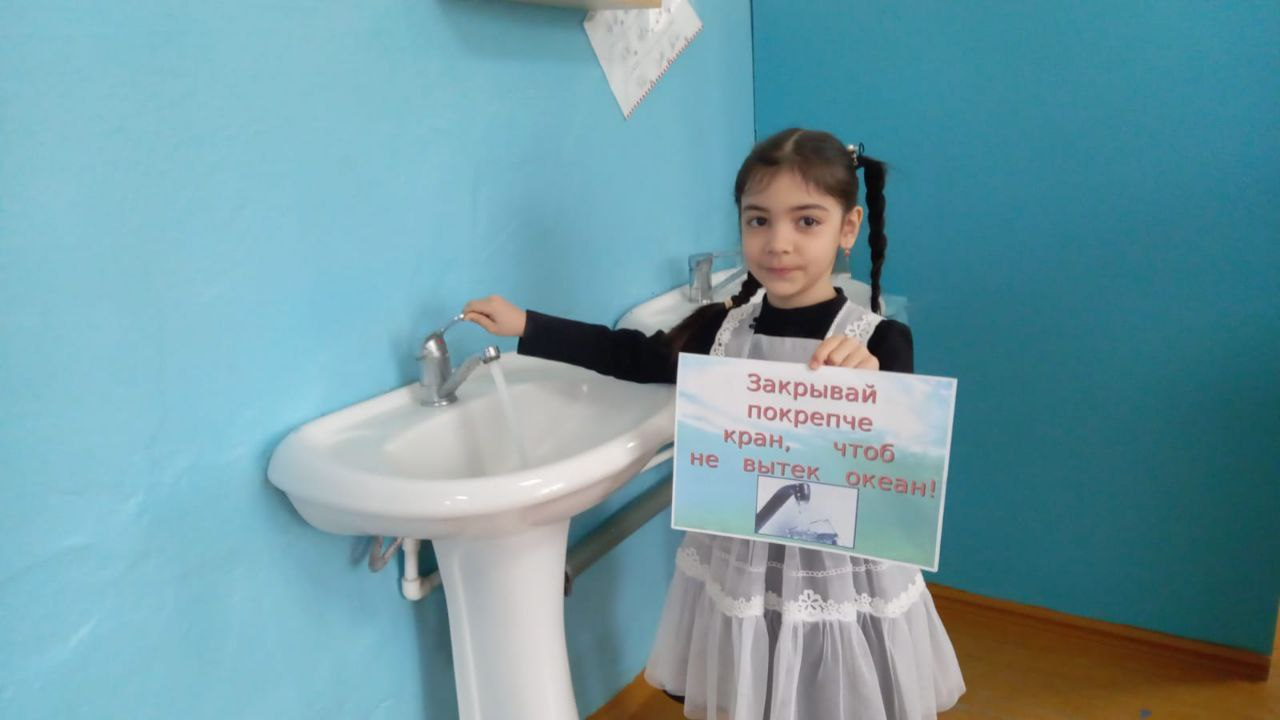 Закрывай
покрепче
кран, чтоб
не вытек океан!